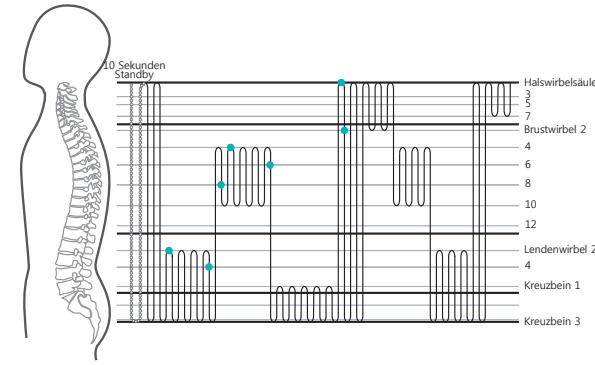 10 Sekunden
Standby
Halswirbelsäule
3
5
7
Brustwirbel 2
4
6
8
10
12
Lendenwirbel 2
4
Kreuzbein 1
Kreuzbein 3